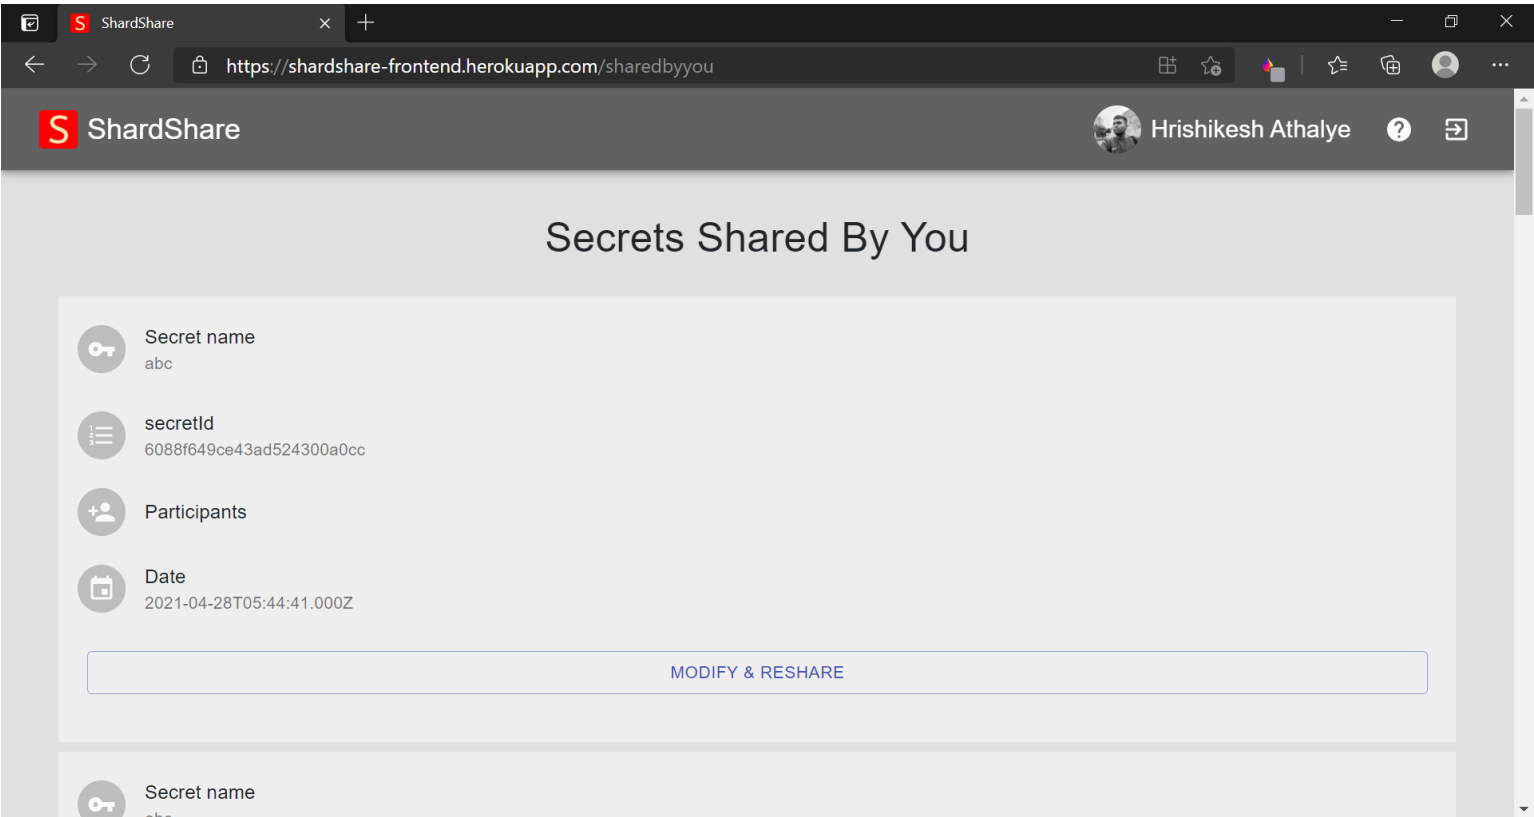 S ShardShare
https://shardshare-frontend.herokuapp.com/sharedbyyou
S ShardShare
Hrishikesh Athalye
Secrets Shared By You
Secret name
abc
secretId
6088f649ce43ad524300a0cc
Participants
Date
2021-04-28T05:44:41.000Z
MODIFY & RESHARE
Secret name